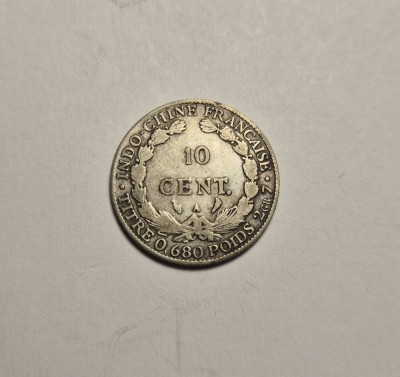 INDO-CHINE FRANÇAISE
10
CENT.
· TITRE 0.680 POIDS. 2GR.7 ·